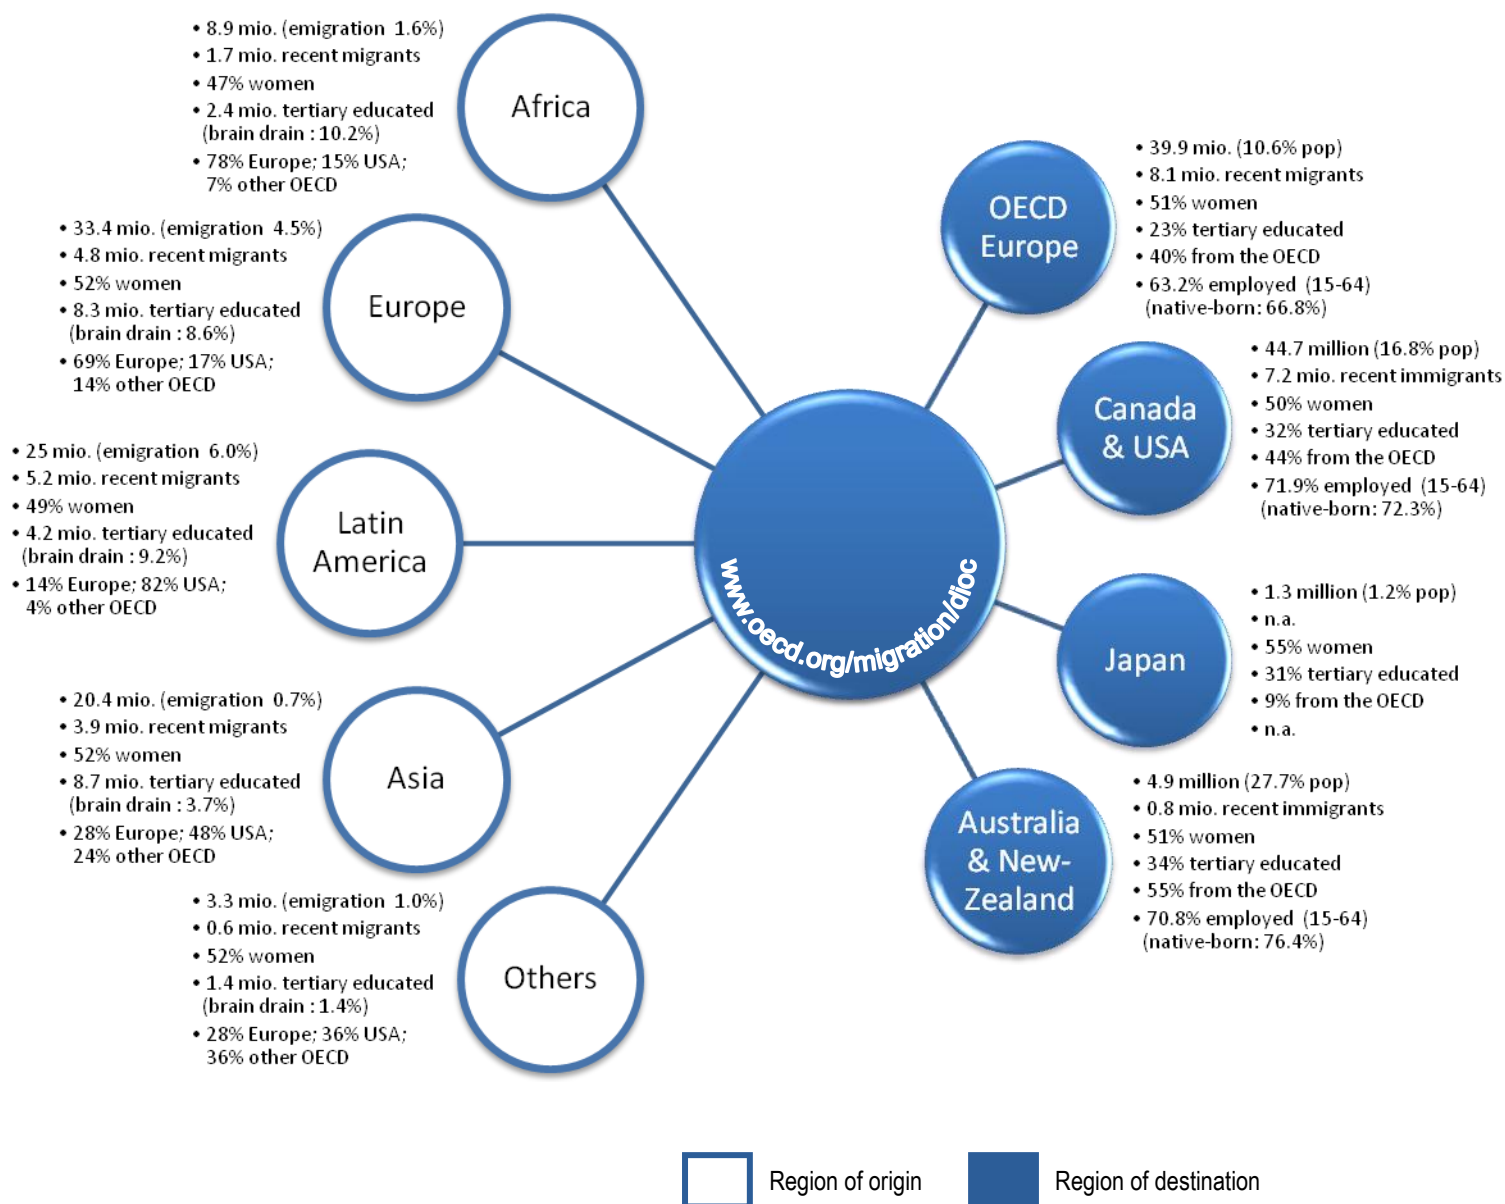 • 8.9 mio. (emigration 1.6%)
• 1.7 mio. recent migrants
• 47% women
• 2.4 mio. tertiary educated
(brain drain : 10.2%)
• 78% Europe; 15% USA;
7% other OECD
Africa
• 33.4 mio. (emigration 4.5%)
• 4.8 mio. recent migrants
• 52% women
• 8.3 mio. tertiary educated
(brain drain : 8.6%)
• 69% Europe; 17% USA;
14% other OECD
Europe
• 25 mio. (emigration 6.0%)
• 5.2 mio. recent migrants
• 49% women
• 4.2 mio. tertiary educated
(brain drain : 9.2%)
• 14% Europe; 82% USA;
4% other OECD
Latin
America
• 20.4 mio. (emigration 0.7%)
• 3.9 mio. recent migrants
• 52% women
• 8.7 mio. tertiary educated
(brain drain : 3.7%)
• 28% Europe; 48% USA;
24% other OECD
Asia
• 3.3 mio. (emigration 1.0%)
• 0.6 mio. recent migrants
• 52% women
• 1.4 mio. tertiary educated
(brain drain : 1.4%)
• 28% Europe; 36% USA;
36% other OECD
Others
www.oecd.org/migration/dioc
OECD
Europe
• 39.9 mio. (10.6% pop)
• 8.1 mio. recent migrants
• 51% women
• 23% tertiary educated
• 40% from the OECD
• 63.2% employed (15-64)
(native-born: 66.8%)
Canada
& USA
• 44.7 million (16.8% pop)
• 7.2 mio. recent immigrants
• 50% women
• 32% tertiary educated
• 44% from the OECD
• 71.9% employed (15-64)
(native-born: 72.3%)
Japan
• 1.3 million (1.2% pop)
• n.a.
• 55% women
• 31% tertiary educated
• 9% from the OECD
• n.a.
Australia
& New-
Zealand
• 4.9 million (27.7% pop)
• 0.8 mio. recent immigrants
• 51% women
• 34% tertiary educated
• 55% from the OECD
• 70.8% employed (15-64)
(native-born: 76.4%)
Region of origin
Region of destination